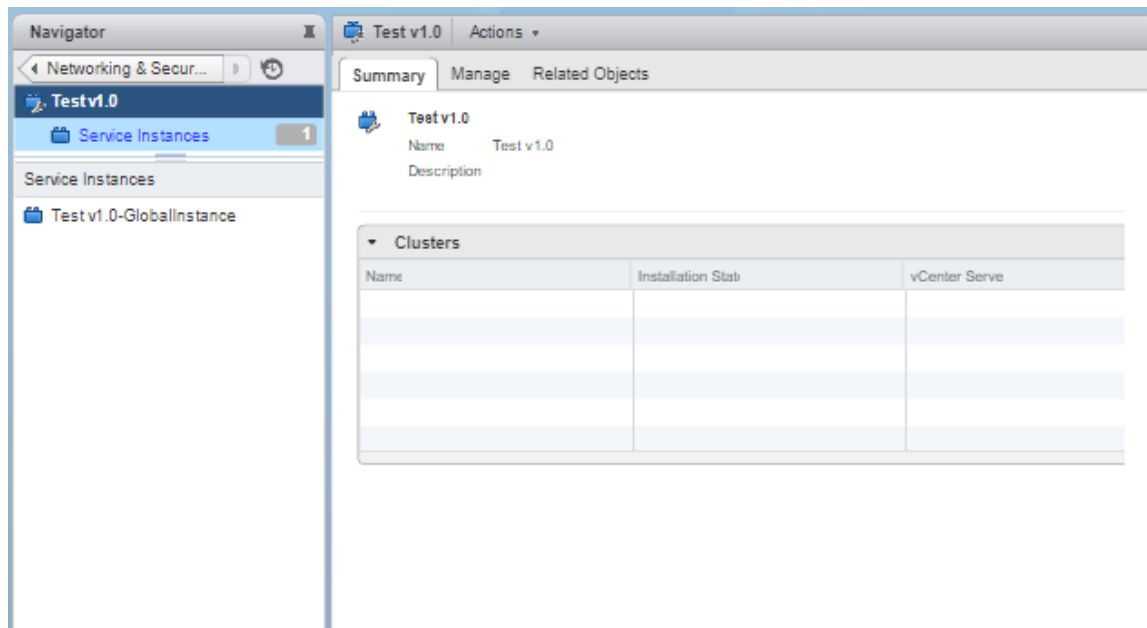 Navigator
Networking & Secur...
Test v1.0
Service Instances 1
Service Instances
Test v1.0-GlobalInstance
Test v1.0 Actions
Summary Manage Related Objects
Test v1.0
Name Test v1.0
Description
Clusters
Name Installation Stat vCenter Serve